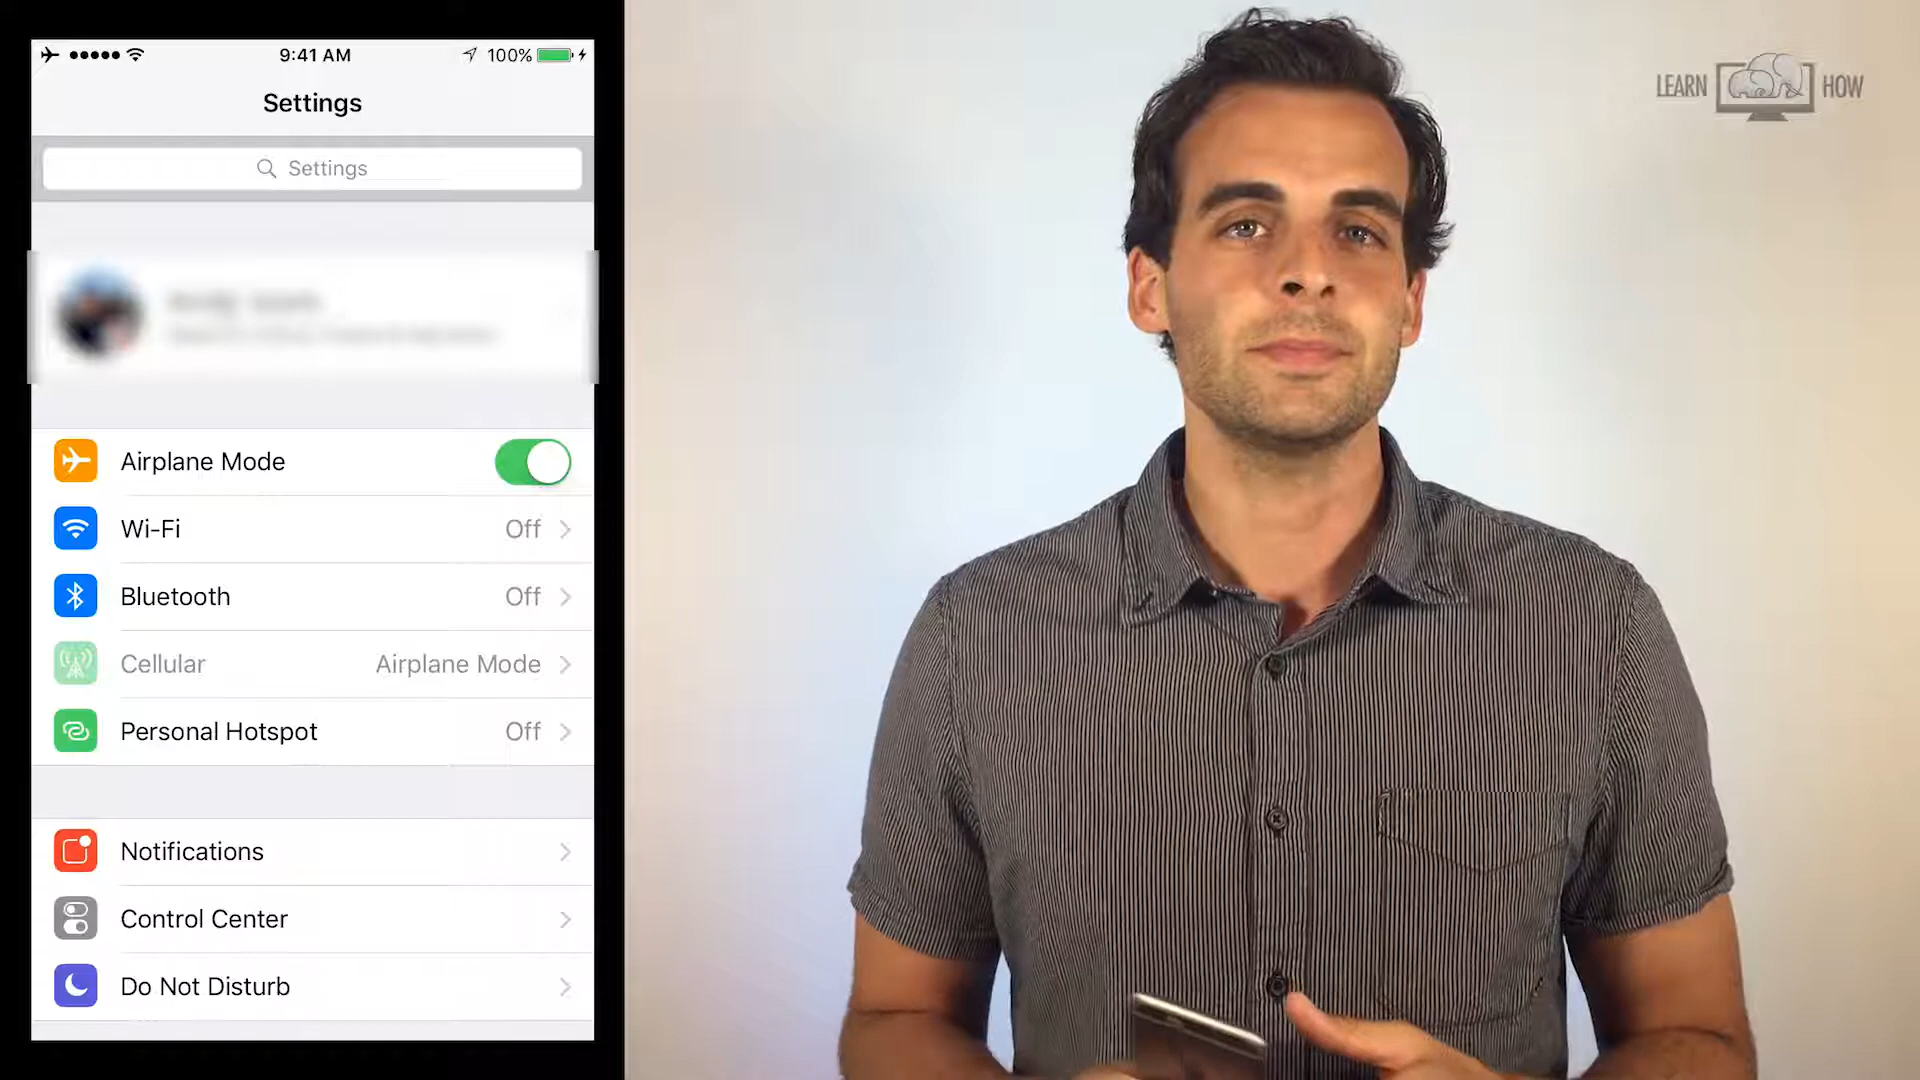 9:41 AM
100%
Settings
Settings
Airplane Mode
Wi-Fi Off
Bluetooth Off
Cellular Airplane Mode
Personal Hotspot Off
Notifications
Control Center
Do Not Disturb
LEARN HOW